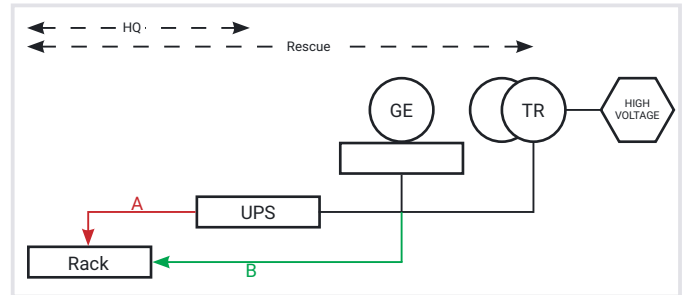 HQ
Rescue
GE
TR
HIGH
VOLTAGE
A
UPS
Rack
B